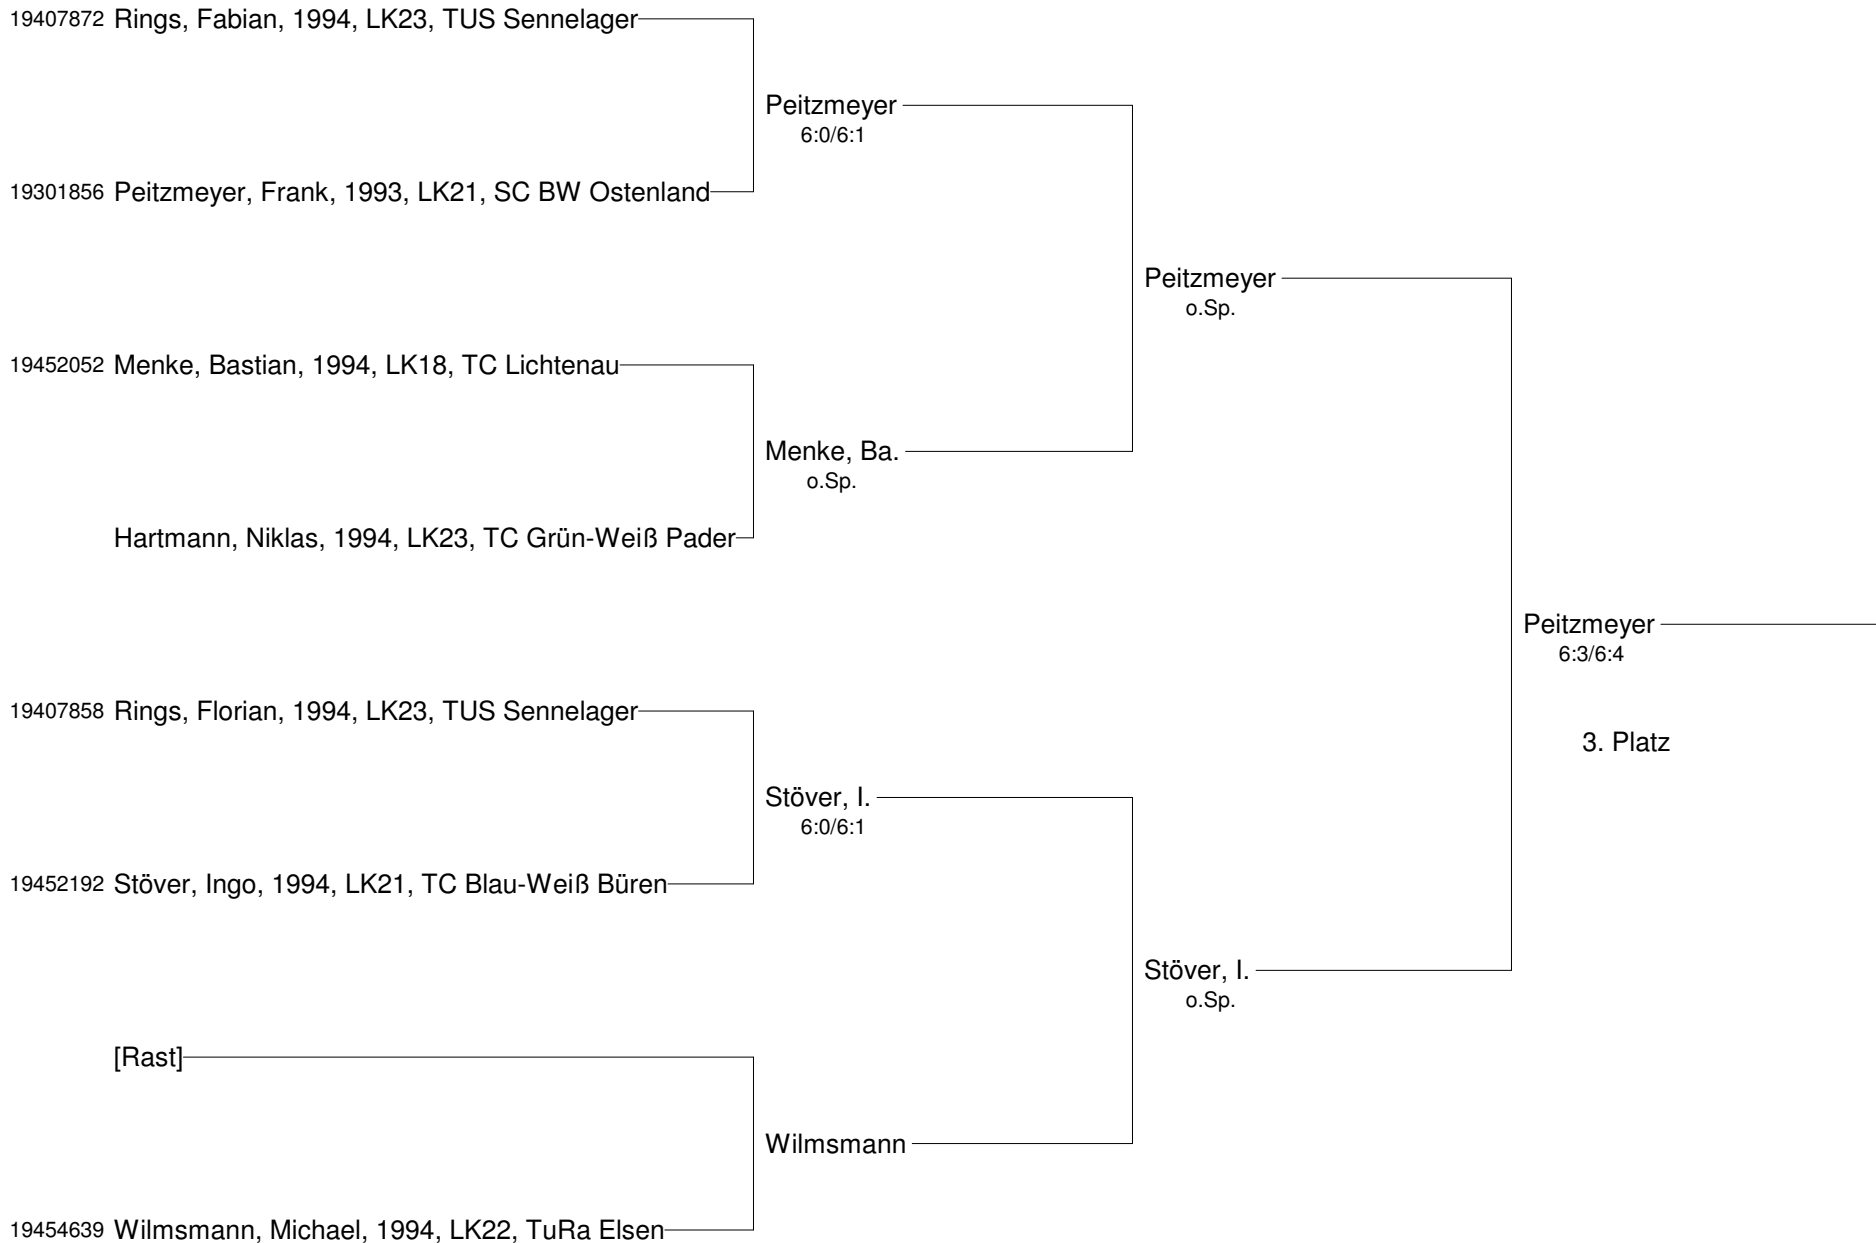 19407872 Rings, Fabian, 1994, LK23, TUS Sennelager
Peitzmeyer
6:0/6:1
19301856 Peitzmeyer, Frank, 1993, LK21, SC BW Ostenland
Peitzmeyer
o.Sp.
19452052 Menke, Bastian, 1994, LK18, TC Lichtenau
Menke, Ba.
o.Sp.
Hartmann, Niklas, 1994, LK23, TC Grün-Weiß Pader
Peitzmeyer
6:3/6:4
19407858 Rings, Florian, 1994, LK23, TUS Sennelager
3. Platz
Stöver, I.
6:0/6:1
19452192 Stöver, Ingo, 1994, LK21, TC Blau-Weiß Büren
Stöver, I.
o.Sp.
[Rast]
Wilmsmann
19454639 Wilmsmann, Michael, 1994, LK22, TuRa Elsen